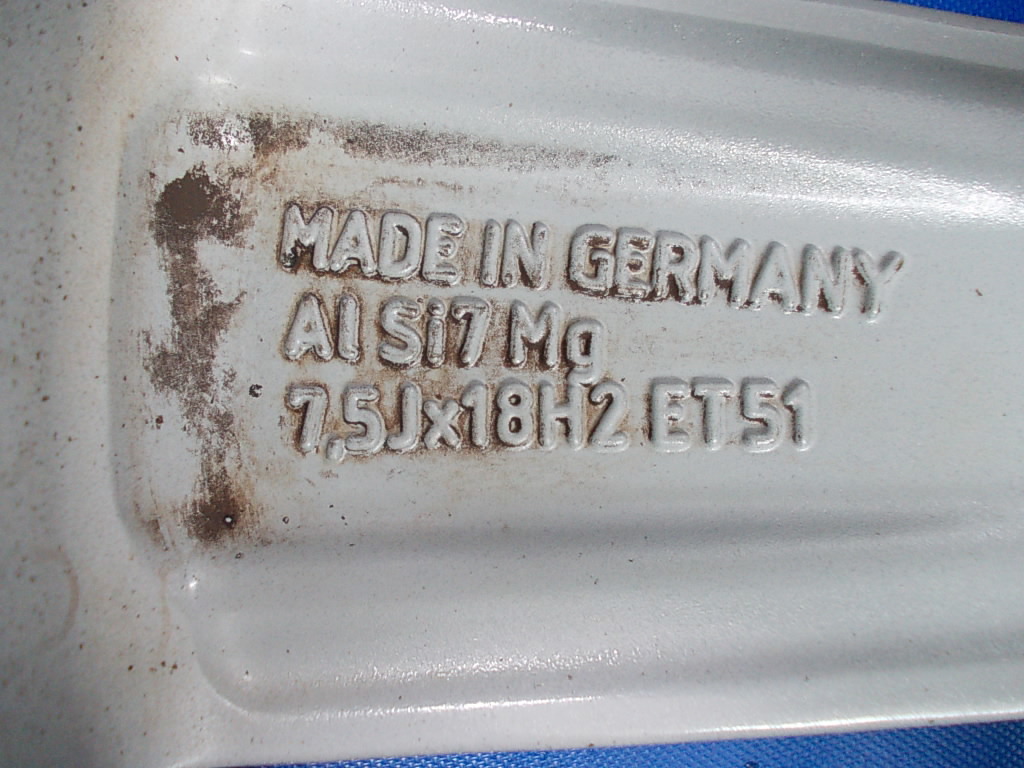 MADE IN GERMANY
Al Si7 Mg
7,5Jx18H2 ET51